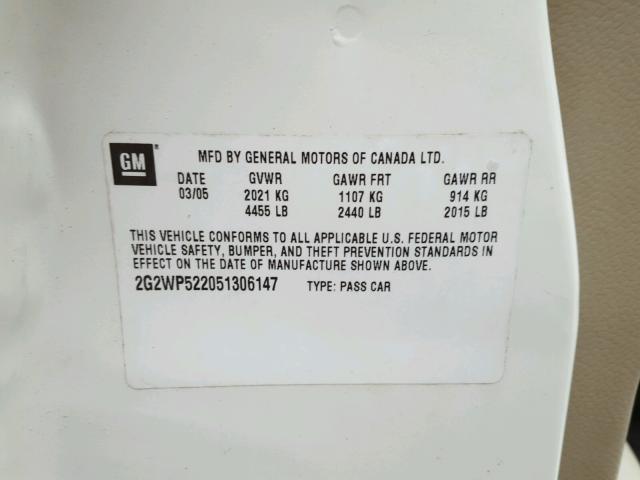 GM
MFD BY GENERAL MOTORS OF CANADA LTD.
DATE GVWR GAWR FRT GAWR RR
03/05 2021 KG 1107 KG 914 KG
4455 LB 2440 LB 2015 LB
THIS VEHICLE CONFORMS TO ALL APPLICABLE U.S. FEDERAL MOTOR
VEHICLE SAFETY, BUMPER, AND THEFT PREVENTION STANDARDS IN
EFFECT ON THE DATE OF MANUFACTURE SHOWN ABOVE.
2G2WP522051306147 TYPE: PASS CAR